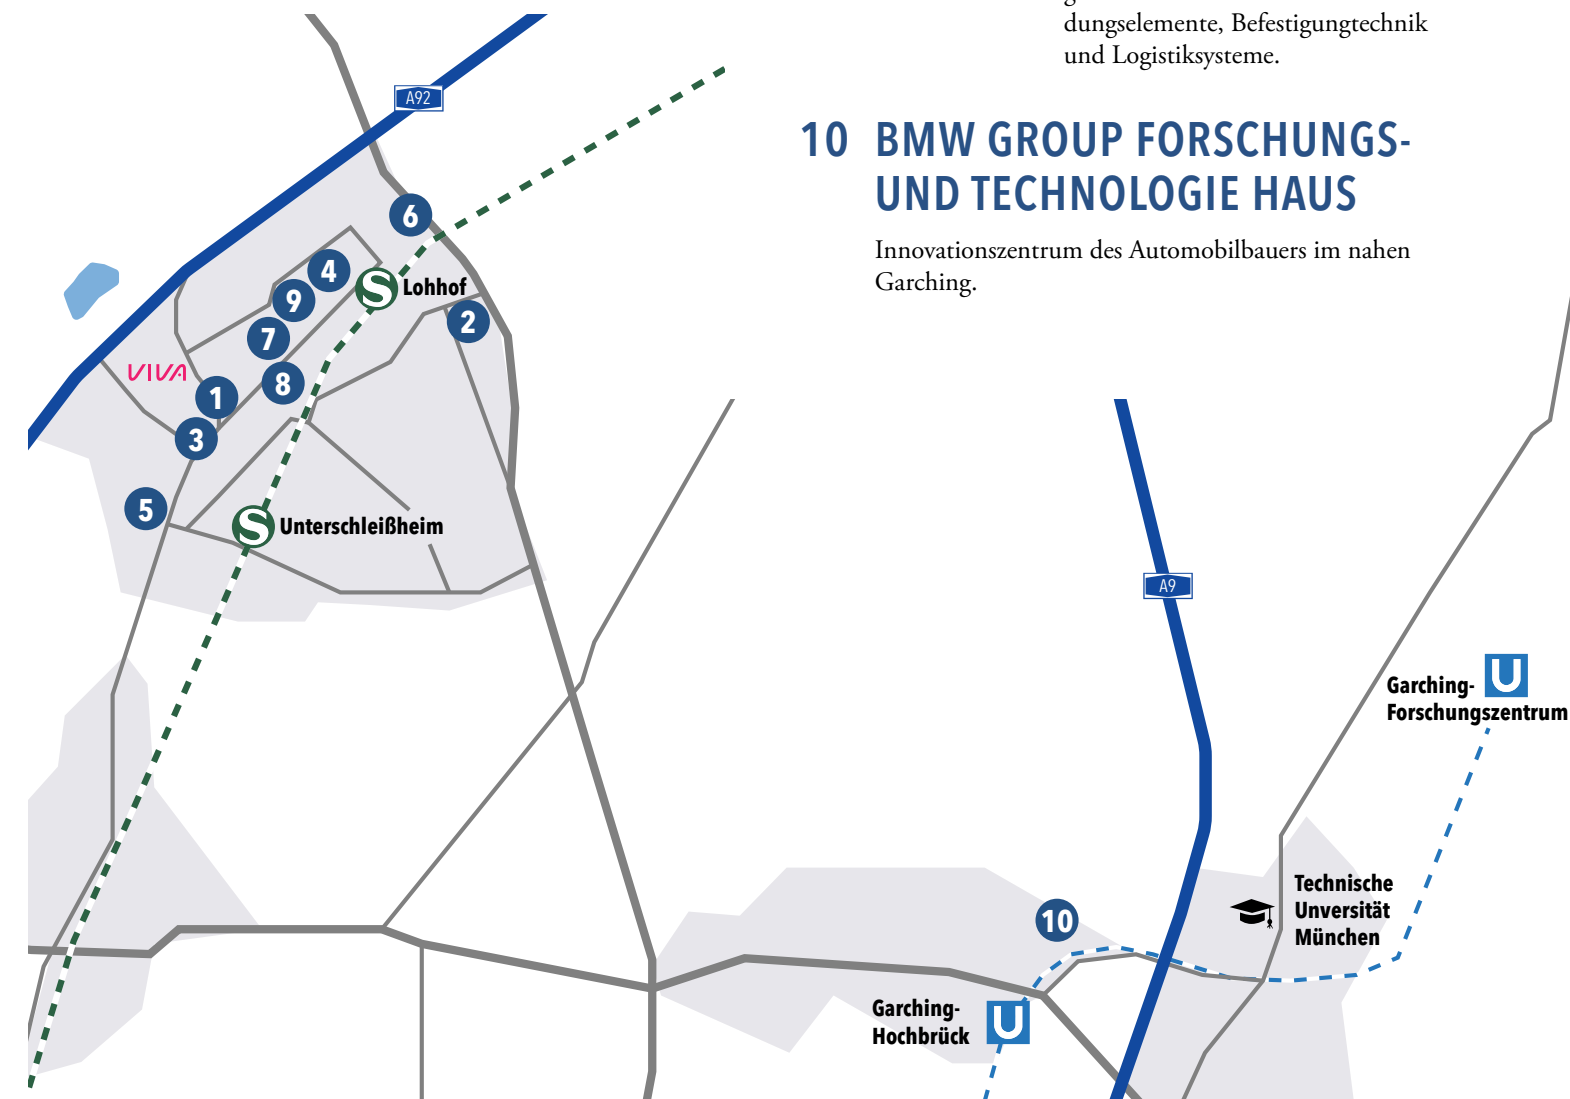 dungselemente, Befestigungtechnik
und Logistiksysteme.
10 BMW GROUP FORSCHUNGS-
UND TECHNOLOGIE HAUS
Innovationszentrum des Automobilbauers im nahen
Garching.
A92
6
4
S Lohhof
9
2
7
VIVA
8
1
3
5
S Unterschleißheim
A9
Garching- U
Forschungszentrum
Technische
Unversität
München
10
Garching- U
Hochbrück